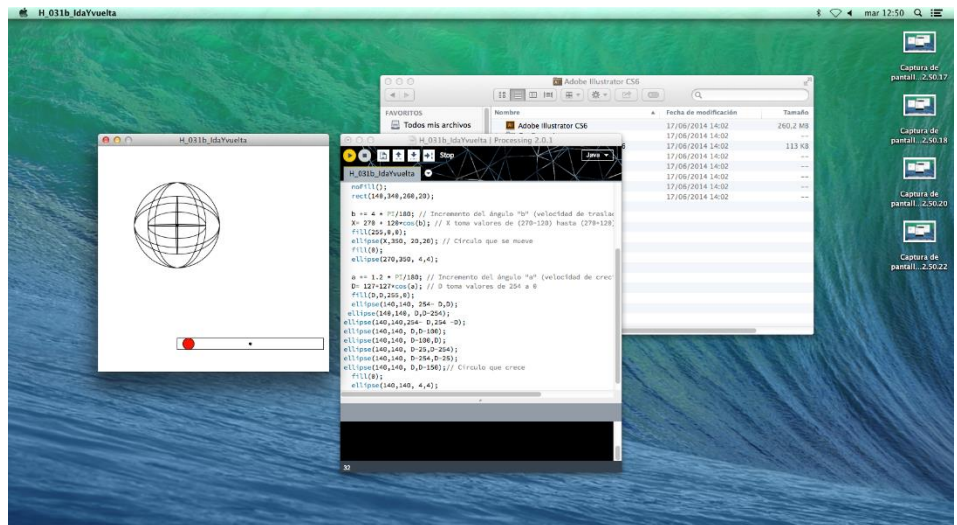 H_031b_IdaYvuelta
mar 12:50
Captura de
pantall...2.50.17
Captura de
pantall...2.50.18
Captura de
pantall...2.50.20
Captura de
pantall...2.50.22
Adobe Illustrator CS6
FAVORITOS
Todos mis archivos
Nombre
Fecha de modificación
Tamaño
Adobe Illustrator CS6
17/06/2014 14:02
260,2 MB
17/06/2014 14:02
--
17/06/2014 14:02
113 KB
17/06/2014 14:02
--
17/06/2014 14:02
--
17/06/2014 14:02
--
17/06/2014 14:02
--
17/06/2014 14:02
--
H_031b_IdaYvuelta
H_031b_IdaYvuelta | Processing 2.0.1
Stop
Java
H_031b_IdaYvuelta
noFill();
rect(140,340,260,20);
b += 4 * PI/180; // Incremento del ángulo "b" (velocidad de traslac
X= 270 + 120*cos(b); // X toma valores de (270-120) hasta (270+120)
fill(255,0,0);
ellipse(X,350, 20,20); // Circulo que se mueve
fill(0);
ellipse(270,350, 4,4);
a += 1.2 * PI/180; // Incremento del ángulo "a" (velocidad de crec
D= 127+127*cos(a); // D toma valores de 254 a 0
fill(D,D,255,0);
ellipse(140,140, 254- D,D);
ellipse(140,140, D,D-254);
ellipse(140,140,254- D,254 -D);
ellipse(140,140, D,D-100);
ellipse(140,140, D-100,D);
ellipse(140,140, D-25,D-254);
ellipse(140,140, D-254,D-25);
ellipse(140,140, D,D-150);// Circulo que crece
fill(0);
ellipse(140,140, 4,4);
32